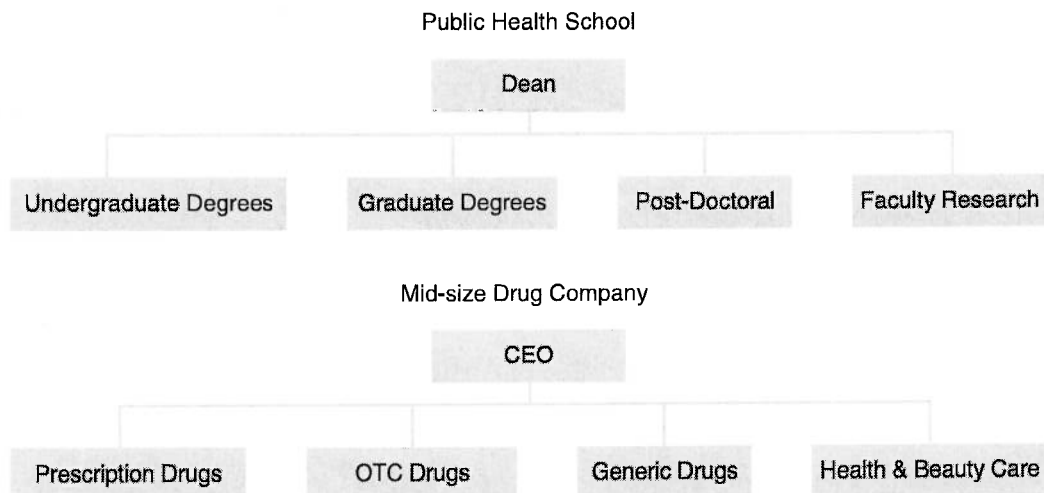 Public Health School
Dean
Undergraduate Degrees
Graduate Degrees
Post-Doctoral
Faculty Research
Mid-size Drug Company
CEO
Prescription Drugs
OTC Drugs
Generic Drugs
Health & Beauty Care